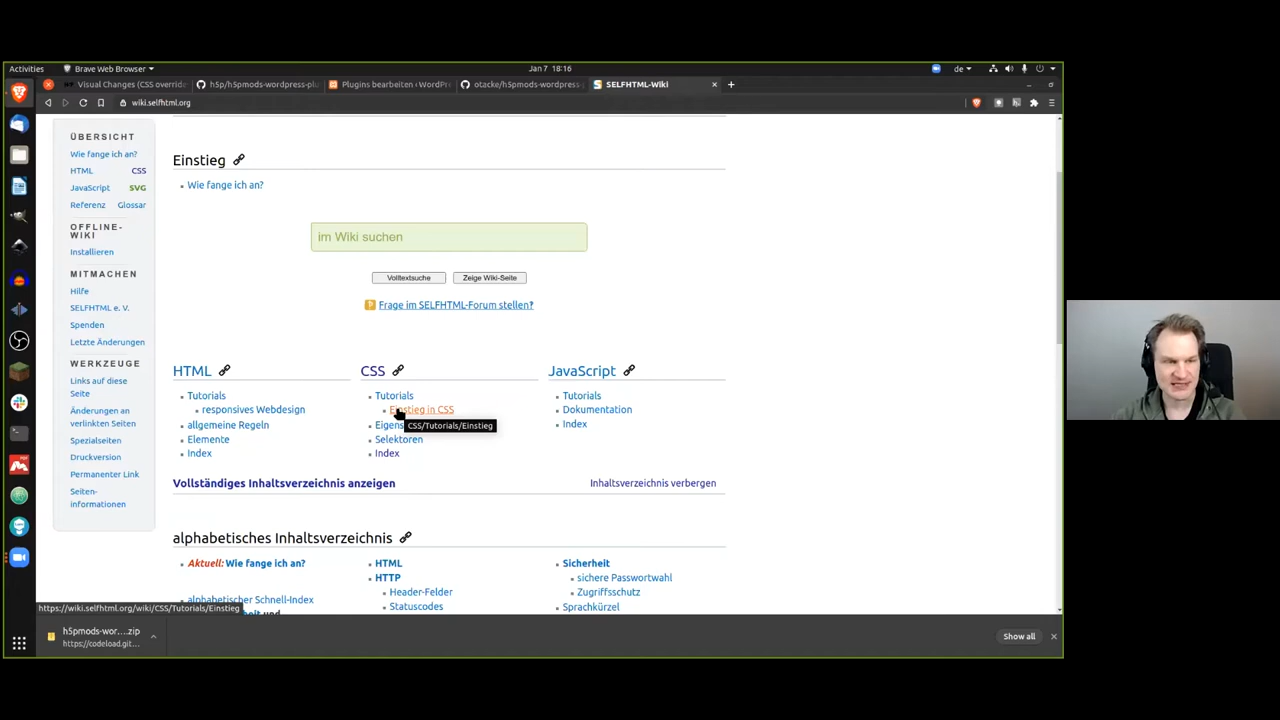 Activities
Brave Web Browser
Jan 7 18:16
de
Visual Changes (CSS overrid
h5p/h5pmods-wordpress-plu
Plugins bearbeiten ‹ WordPre
otacke/h5pmods-wordpress-
SELFHTML-Wiki
wiki.selfhtml.org
ÜBERSICHT
Wie fange ich an?
HTML CSS
JavaScript SVG
Referenz Glossar
OFFLINE-
WIKI
Installieren
MITMACHEN
Hilfe
SELFHTML e. V.
Spenden
Letzte Änderungen
WERKZEUGE
Links auf diese
Seite
Änderungen an
verlinkten Seiten
Spezialseiten
Druckversion
Permanenter Link
Seiten-
informationen
Einstieg
Wie fange ich an?
im Wiki suchen
Volltextsuche Zeige Wiki-Seite
Frage im SELFHTML-Forum stellen?
HTML
Tutorials
responsives Webdesign
allgemeine Regeln
Elemente
Index
CSS
Tutorials
Einstieg in CSS
CSS/Tutorials/Einstieg
Eigens
Selektoren
Index
JavaScript
Tutorials
Dokumentation
Index
Vollständiges Inhaltsverzeichnis anzeigen
Inhaltsverzeichnis verbergen
alphabetisches Inhaltsverzeichnis
Aktuell: Wie fange ich an?
alphabetischer Schnell-Index
und
HTML
HTTP
Header-Felder
Statuscodes
Sicherheit
sichere Passwortwahl
Zugriffsschutz
Sprachkürzel
https://wiki.selfhtml.org/wiki/CSS/Tutorials/Einstieg
h5pmods-wor....zip
https://codeload.git...
Show all